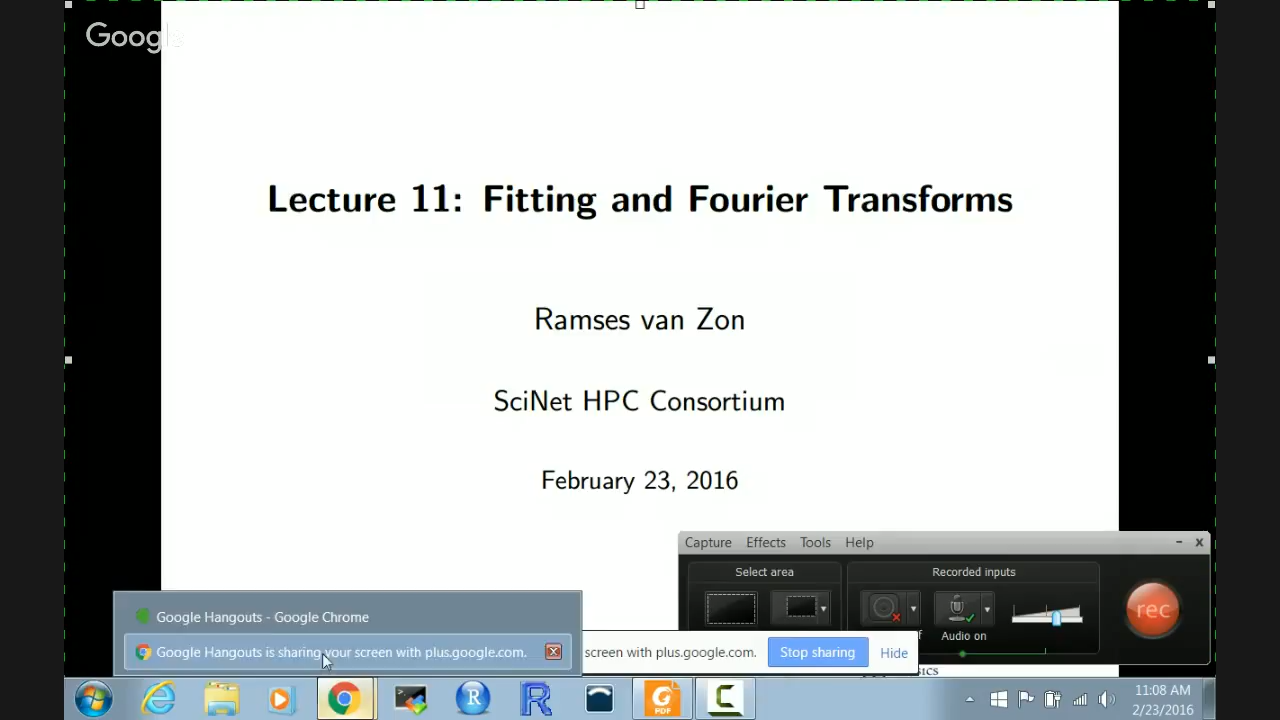 Google
Lecture 11: Fitting and Fourier Transforms
Ramses van Zon
SciNet HPC Consortium
February 23, 2016
Capture Effects Tools Help
Select area
Recorded inputs
rec
Audio on
Google Hangouts - Google Chrome
Google Hangouts is sharing your screen with plus.google.com.
screen with plus.google.com.
Stop sharing
Hide
PDF
11:08 AM
2/23/2016